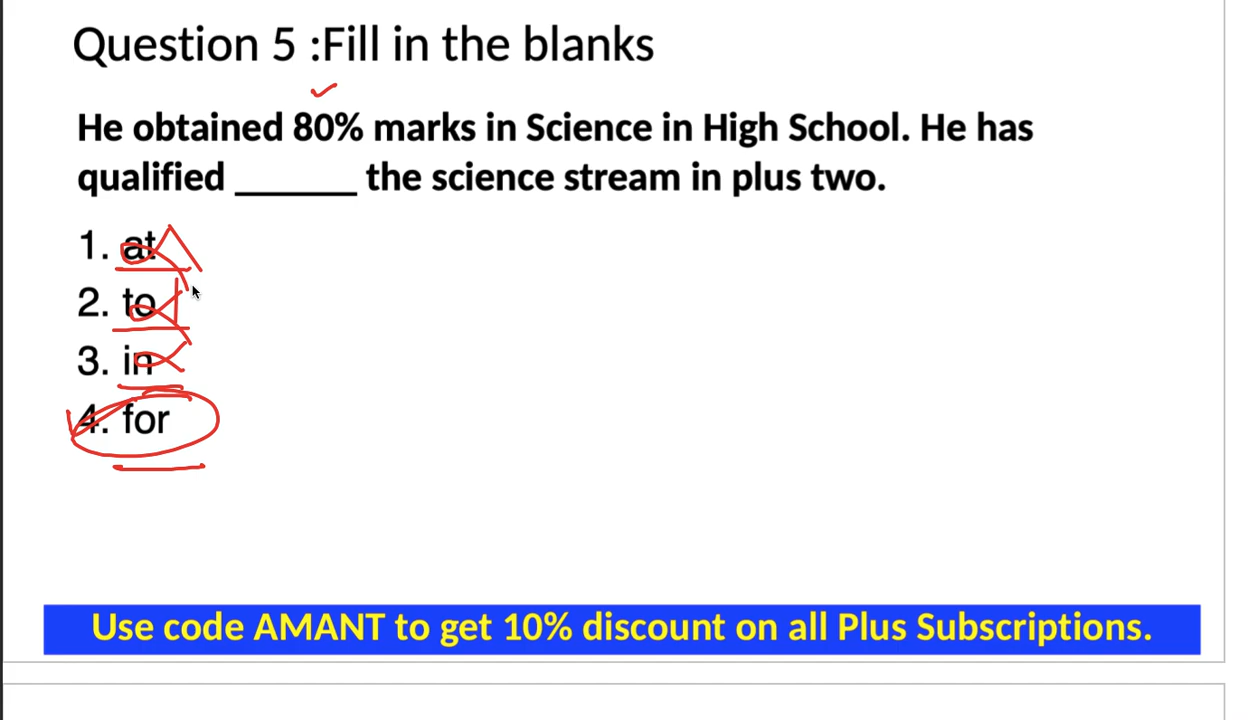 Question 5 :Fill in the blanks
He obtained 80% marks in Science in High School. He has
qualified ______ the science stream in plus two.
1. at
2. to
3. in
4. for
Use code AMANT to get 10% discount on all Plus Subscriptions.